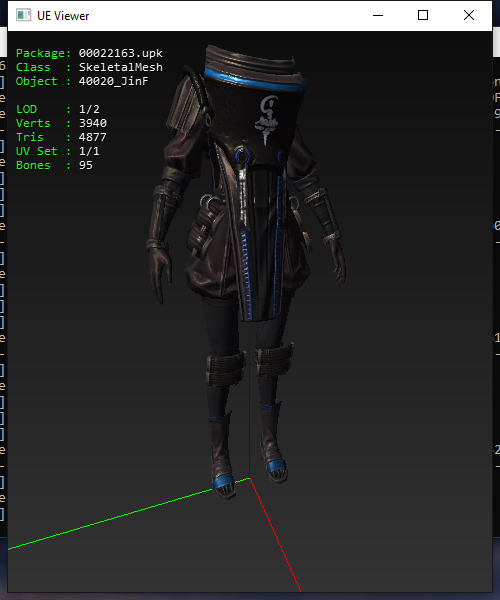 UE Viewer
Package: 00022163.upk
Class  : SkeletalMesh
Object : 40020_JinF
LOD    : 1/2
Verts  : 3940
Tris   : 4877
UV Set : 1/1
Bones  : 95